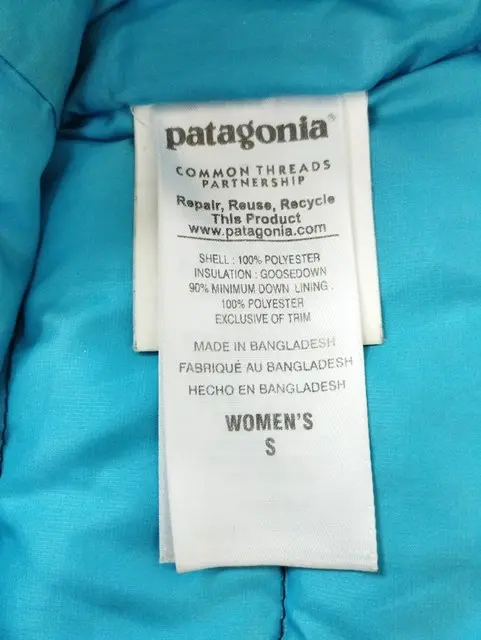 patagonia®
COMMON THREADS
PARTNERSHIP
Repair, Reuse, Recycle
This Product
www.patagonia.com
SHELL : 100% POLYESTER
INSULATION : GOOSEDOWN
90% MINIMUM DOWN LINING :
100% POLYESTER
EXCLUSIVE OF TRIM
MADE IN BANGLADESH
FABRIQUÉ AU BANGLADESH
HECHO EN BANGLADESH
WOMEN'S
S